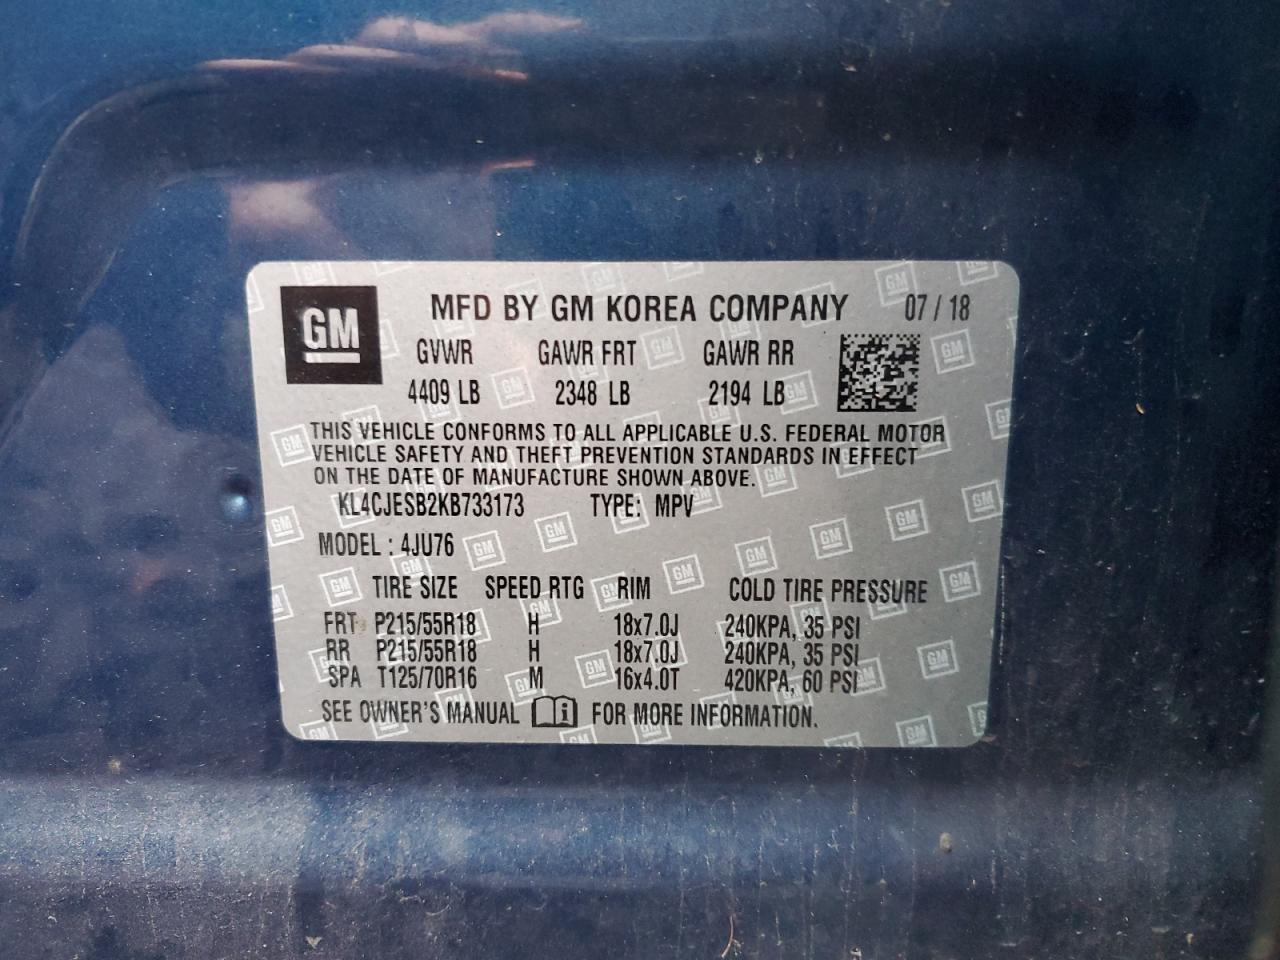 GM
MFD BY GM KOREA COMPANY 07 / 18
GVWR GAWR FRT GAWR RR
4409 LB 2348 LB 2194 LB
THIS VEHICLE CONFORMS TO ALL APPLICABLE U.S. FEDERAL MOTOR
VEHICLE SAFETY AND THEFT PREVENTION STANDARDS IN EFFECT
ON THE DATE OF MANUFACTURE SHOWN ABOVE.
KL4CJESB2KB733173 TYPE: MPV
MODEL : 4JU76
TIRE SIZE SPEED RTG RIM COLD TIRE PRESSURE
FRT P215/55R18 H 18x7.0J 240KPA, 35 PSI
RR P215/55R18 H 18x7.0J 240KPA, 35 PSI
SPA T125/70R16 M 16x4.0T 420KPA, 60 PSI
SEE OWNER'S MANUAL i FOR MORE INFORMATION.